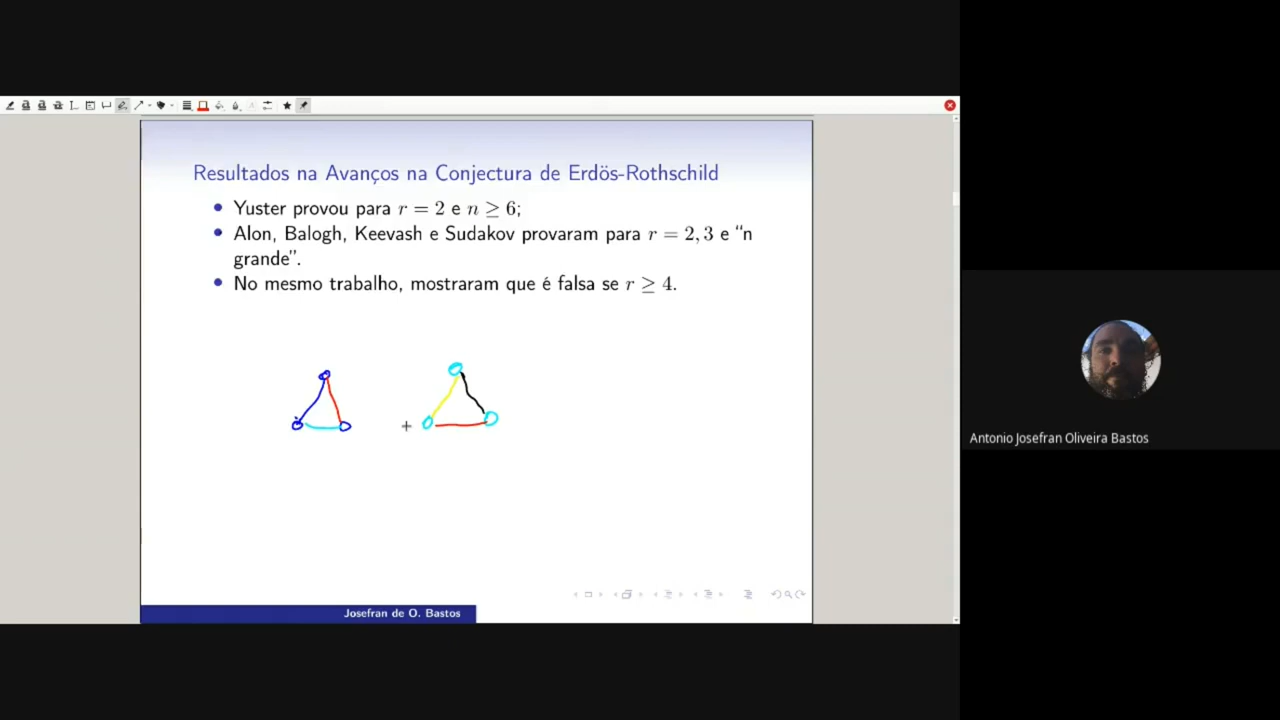 Resultados na Avanços na Conjectura de Erdös-Rothschild
• Yuster provou para r = 2 e n ≥ 6;
• Alon, Balogh, Keevash e Sudakov provaram para r = 2, 3 e “n
grande”.
• No mesmo trabalho, mostraram que é falsa se r ≥ 4.
Antonio Josefran Oliveira Bastos
Josefran de O. Bastos